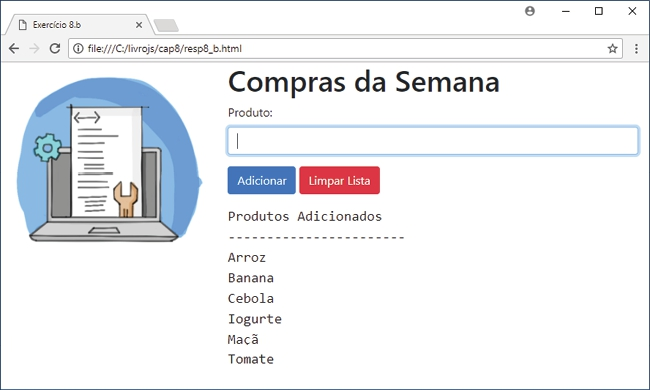 Exercício 8.b
file:///C:/livrojs/cap8/resp8_b.html
Compras da Semana
Produto:
Adicionar Limpar Lista
Produtos Adicionados
-----------------------
Arroz
Banana
Cebola
Iogurte
Maçã
Tomate